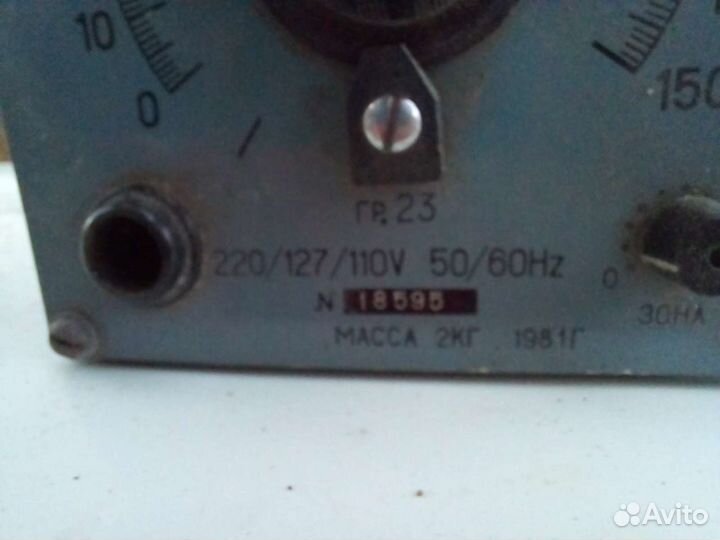 10
0
150
ГР. 23
220/127/110V 50/60Hz
0
N 18595
ЗОНА
МАССА 2КГ 1981Г
Avito